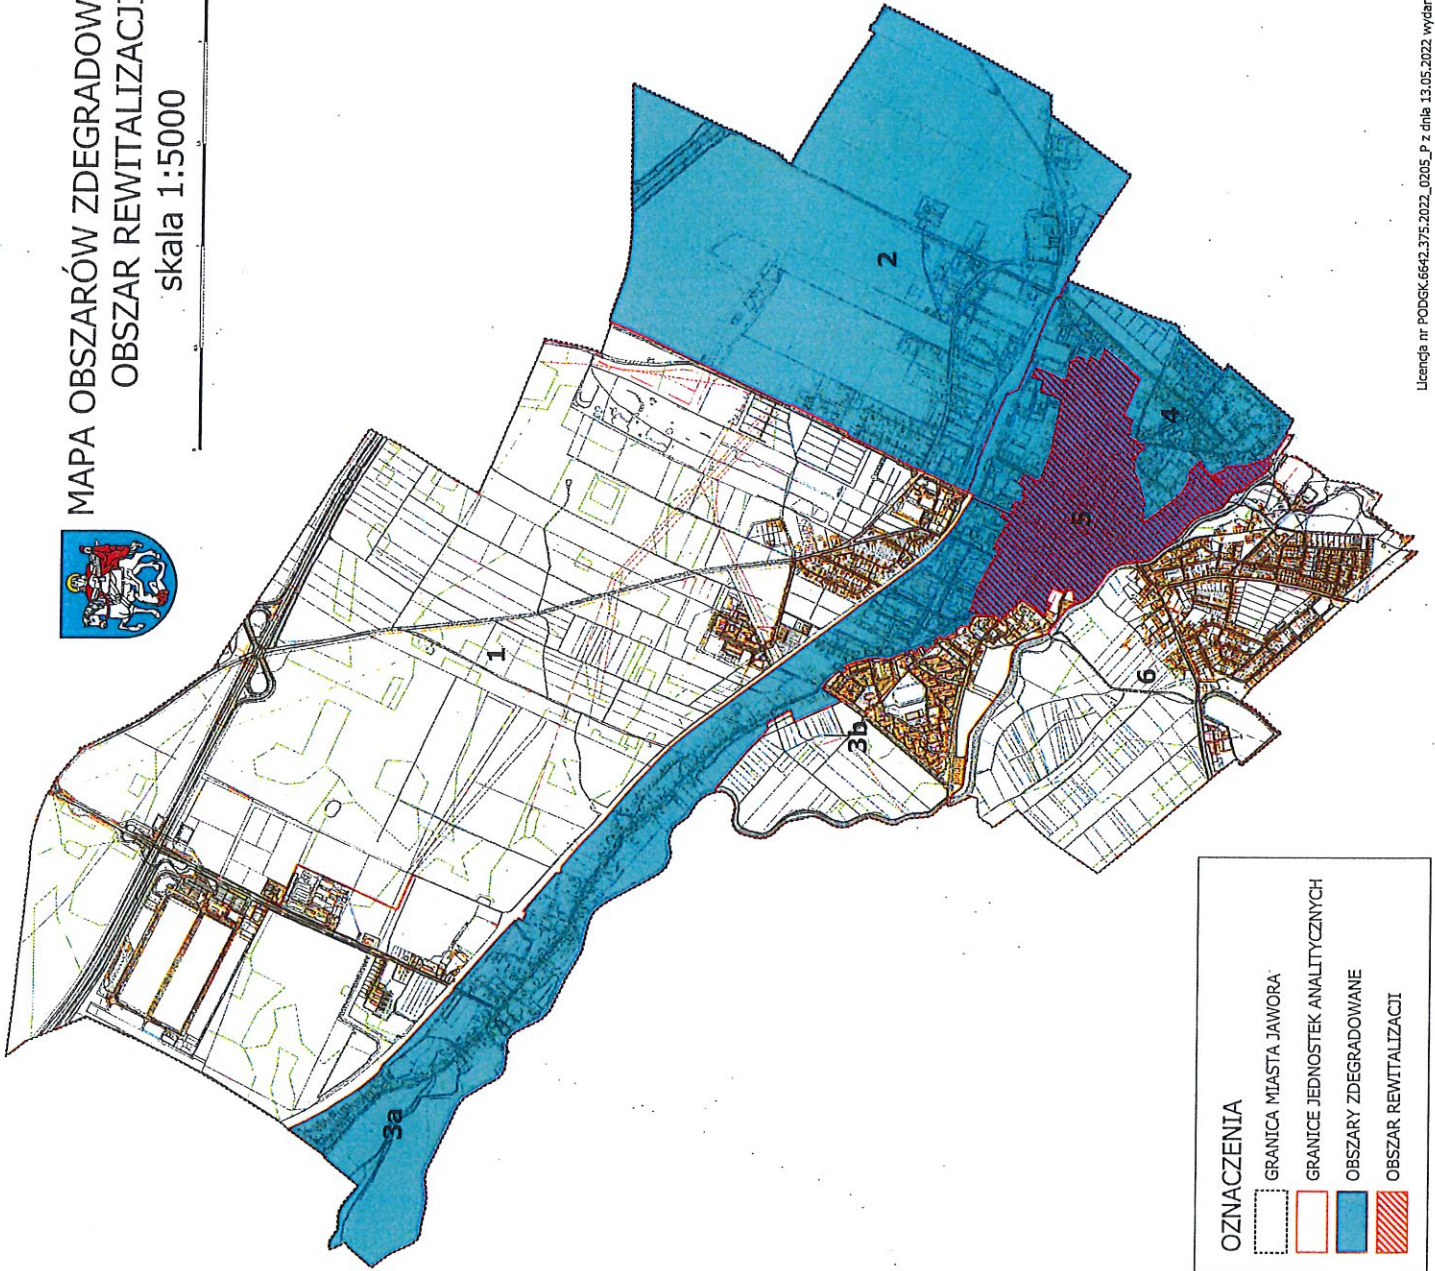 MAPA OBSZARÓW ZDEGRADOW
OBSZAR REWITALIZACJI
skala 1:5000
1
2
3a
3b
4
5
6
OZNACZENIA
GRANICA MIASTA JAWORA
GRANICE JEDNOSTEK ANALITYCZNYCH
OBSZARY ZDEGRADOWANE
OBSZAR REWITALIZACJI
Licencja nr PODGK.6642.375.2022_0205_P z dnia 13.05.2022 wydan